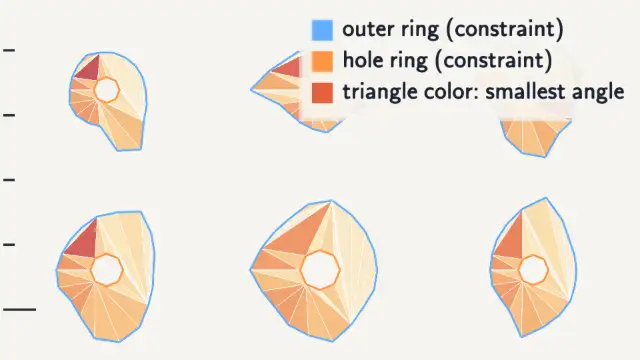 outer ring (constraint)
hole ring (constraint)
triangle color: smallest angle